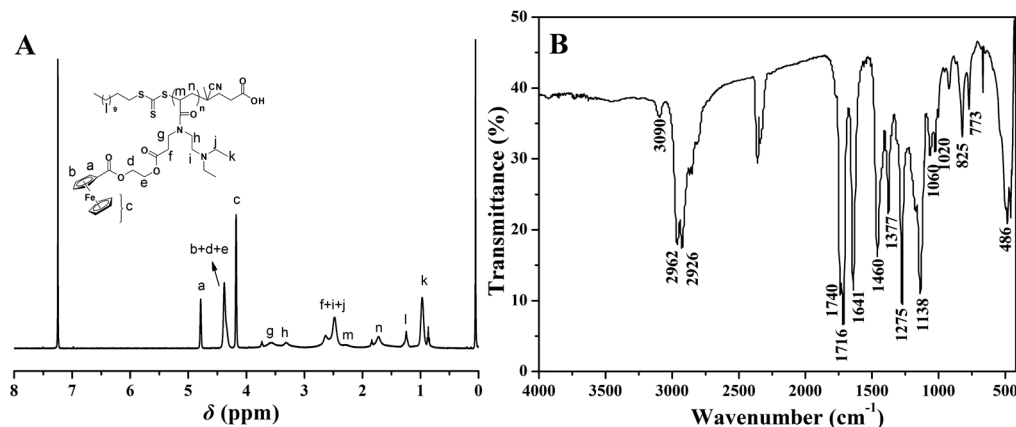 A
S S S m n CN O
l 9 S n OH
O
g N h
O f i N j
b a O d O k
O e O
Fe c
b+d+e
c
a
k
f+i+j
g h m n l
8 7 6 5 4 3 2 1 0
δ (ppm)
B
Transmittance (%)
50
40
30
20
10
0
3090
2962
2926
1740
1716
1641
1460
1377
1275
1138
1060
1020
825
773
486
4000 3500 3000 2500 2000 1500 1000 500
Wavenumber (cm-1)